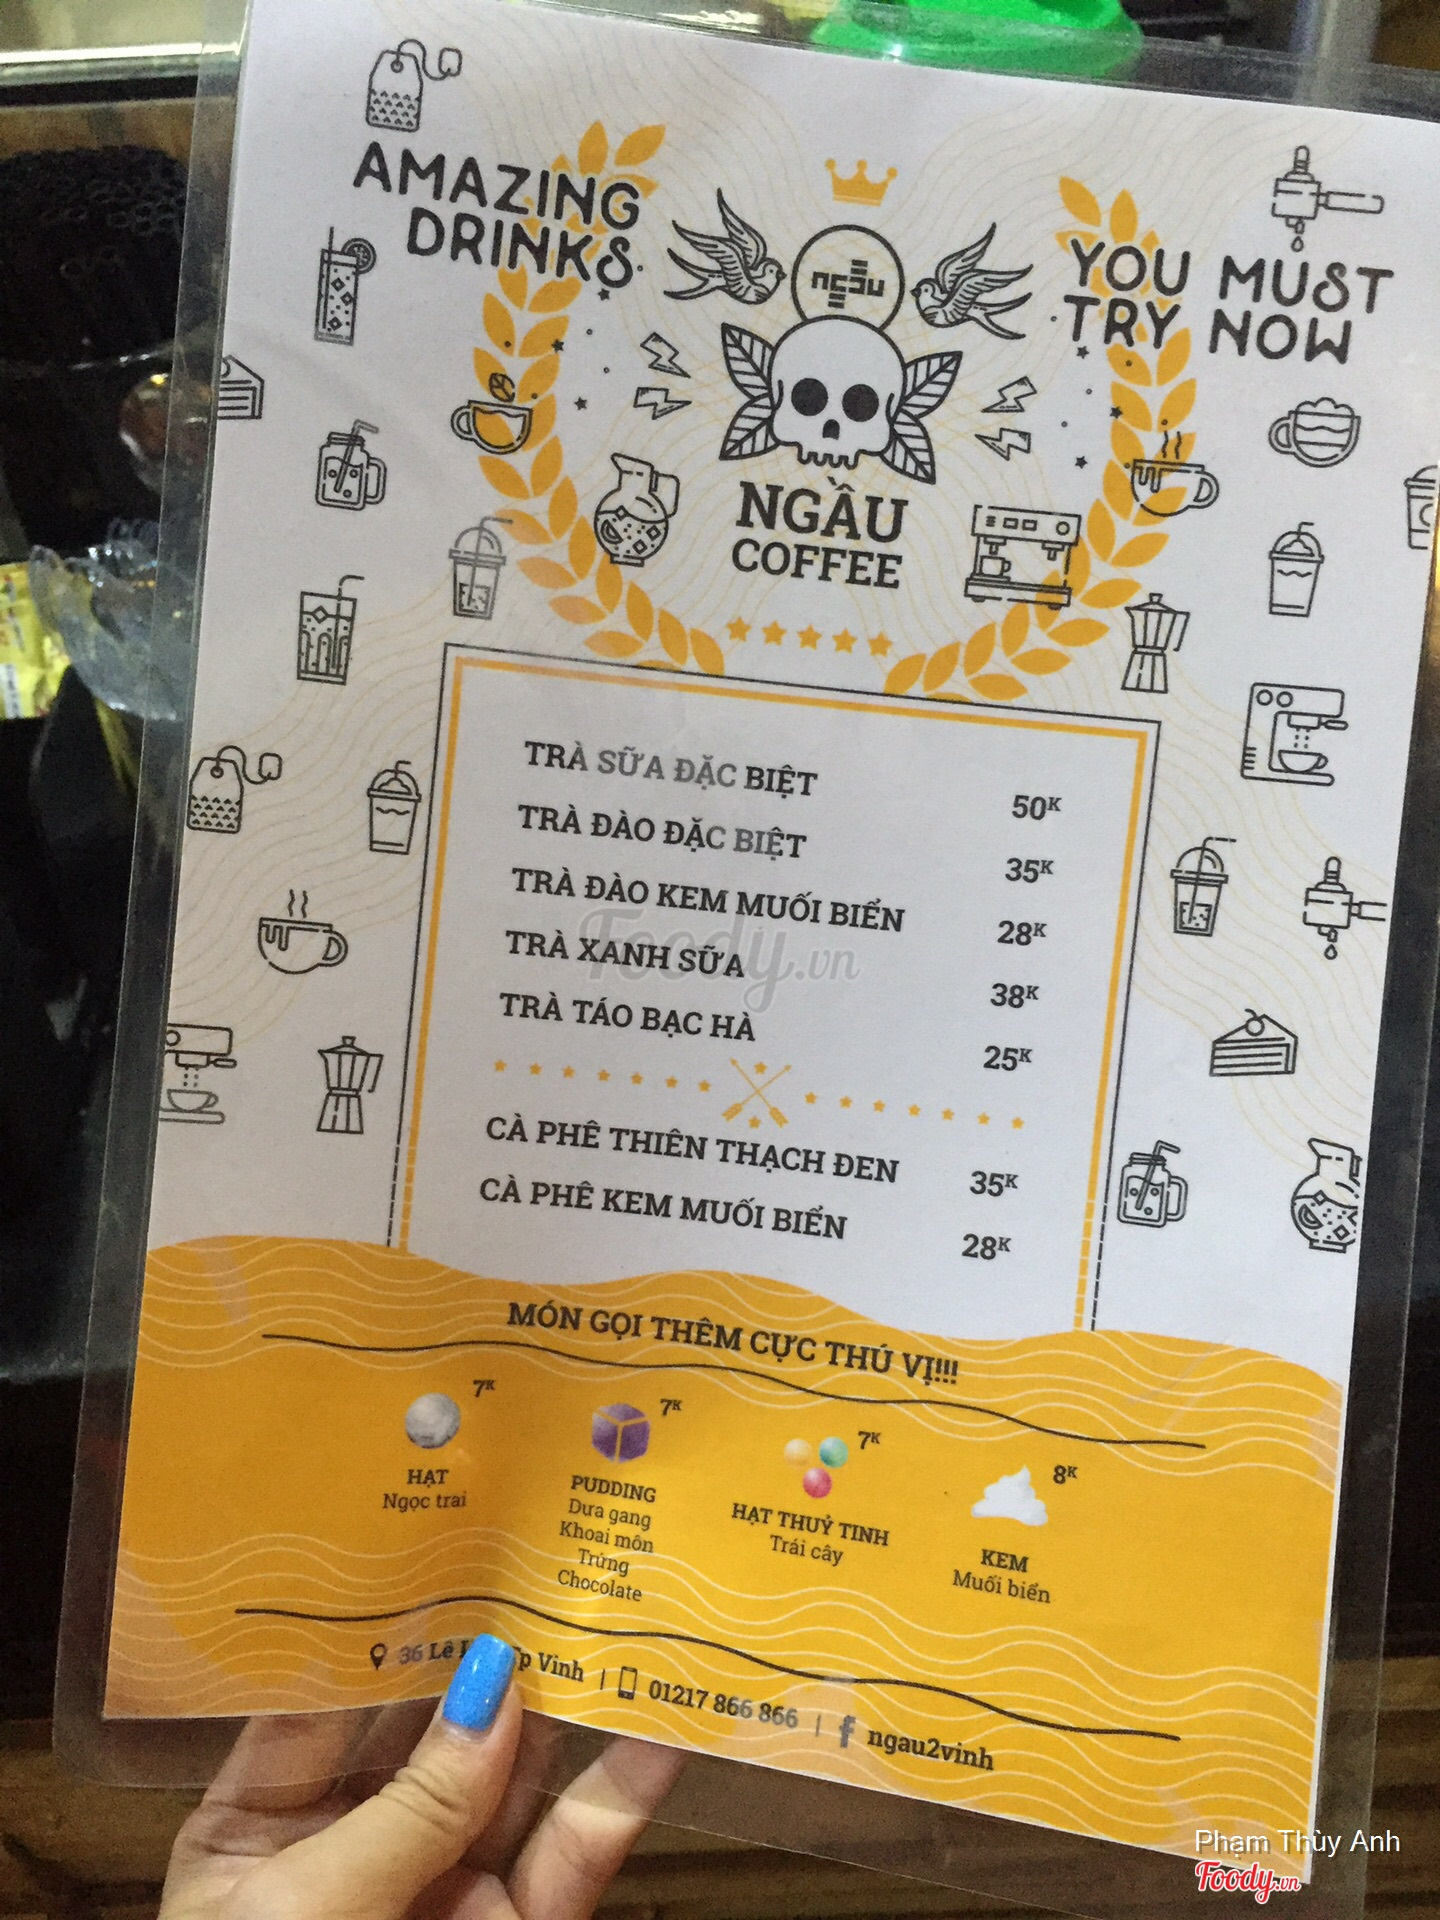 AMAZING
DRINKS
YOU MUST
TRY NOW
ngầu
NGẦU
COFFEE
TRÀ SỮA ĐẶC BIỆT 50K
TRÀ ĐÀO ĐẶC BIỆT 35K
TRÀ ĐÀO KEM MUỐI BIỂN 28K
TRÀ XANH SỮA 38K
TRÀ TÁO BẠC HÀ 25K
CÀ PHÊ THIÊN THẠCH ĐEN 35K
CÀ PHÊ KEM MUỐI BIỂN 28K
Foody.vn
MÓN GỌI THÊM CỰC THÚ VỊ!!!
7K
HẠT
Ngọc trai
7K
PUDDING
Dưa gang
Khoai môn
Trứng
Chocolate
7K
HẠT THUỶ TINH
Trái cây
8K
KEM
Muối biển
36 Lê Tp Vinh | 01217 866 866 | ngau2vinh
Phạm Thùy Anh
Foody.vn